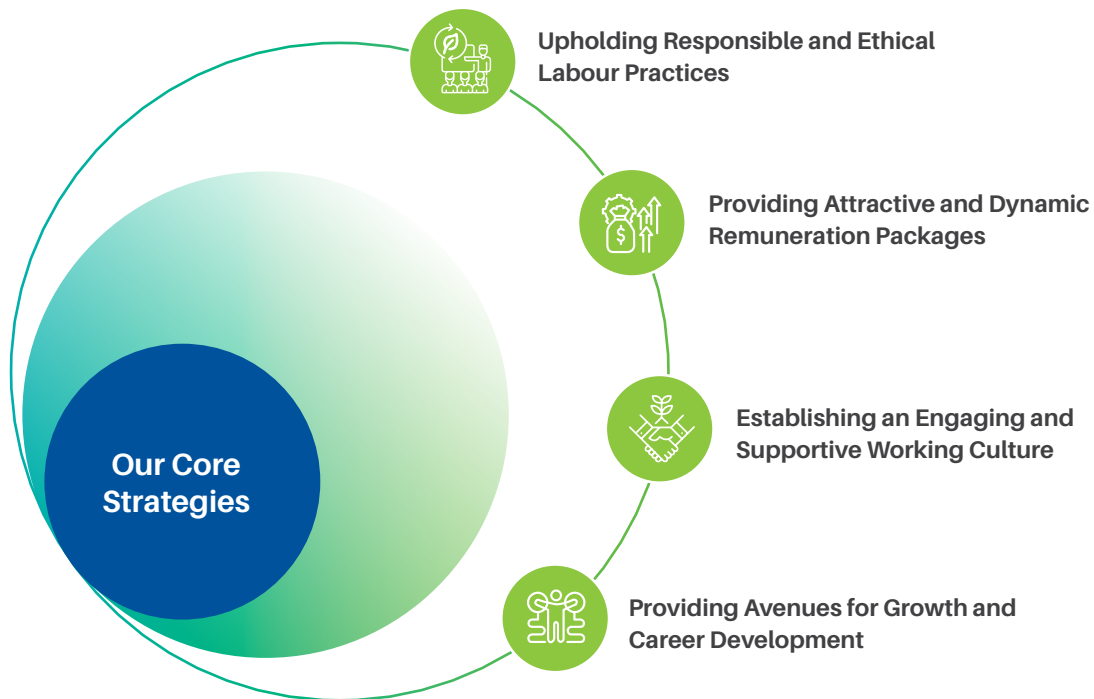 Upholding Responsible and Ethical
Labour Practices
Providing Attractive and Dynamic
Remuneration Packages
Establishing an Engaging and
Supportive Working Culture
Our Core
Strategies
Providing Avenues for Growth and
Career Development